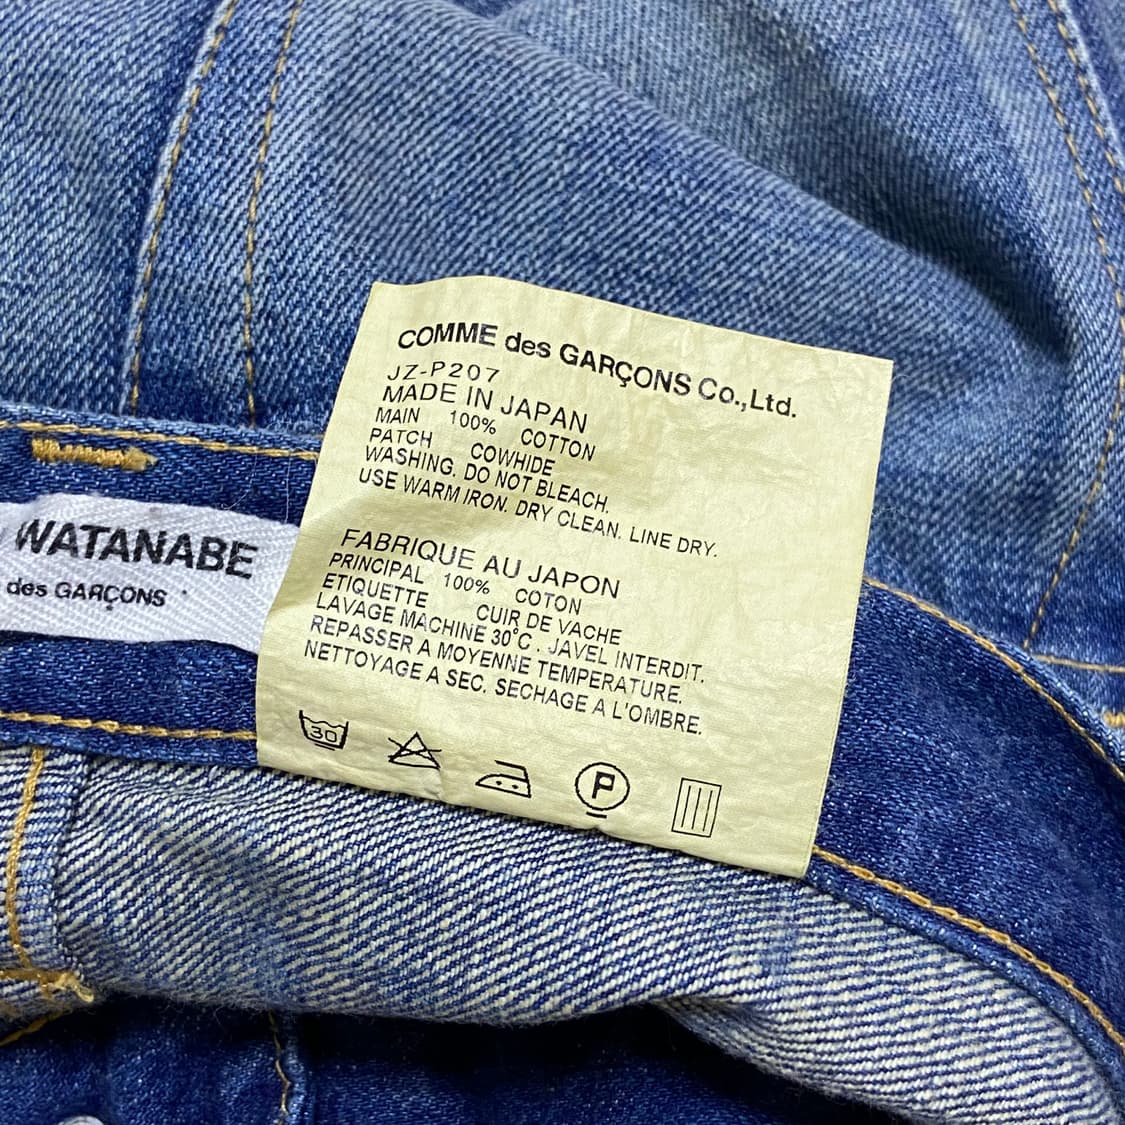 WATANABE
des GARÇONS
COMME des GARÇONS Co.,Ltd.
JZ-P207
MADE IN JAPAN
MAIN 100% COTTON
PATCH COWHIDE
WASHING. DO NOT BLEACH.
USE WARM IRON. DRY CLEAN. LINE DRY.
FABRIQUE AU JAPON
PRINCIPAL 100% COTON
ETIQUETTE CUIR DE VACHE
LAVAGE MACHINE 30°C . JAVEL INTERDIT.
REPASSER A MOYENNE TEMPERATURE.
NETTOYAGE A SEC. SECHAGE A L'OMBRE.
30 P